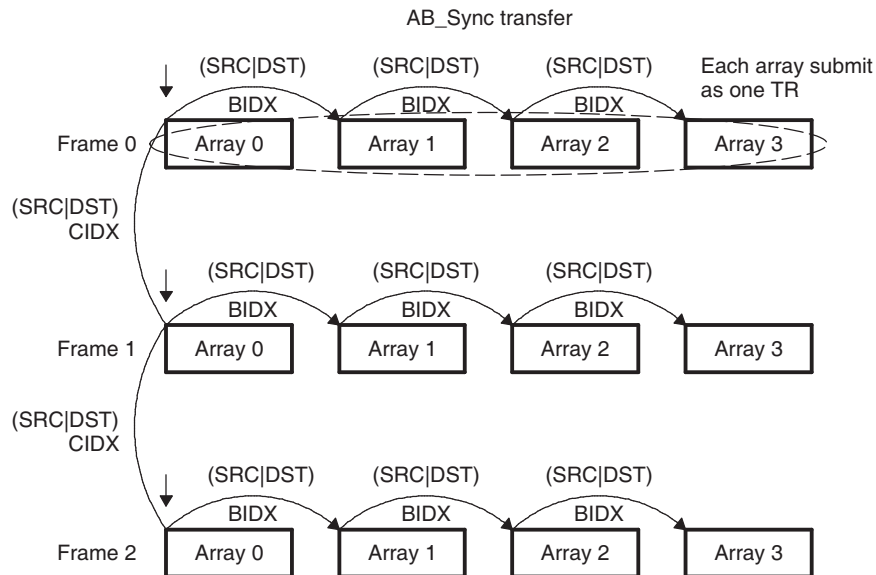 AB_Sync transfer
(SRC|DST) (SRC|DST) (SRC|DST) Each array submit
BIDX BIDX BIDX as one TR
Frame 0 Array 0 Array 1 Array 2 Array 3
(SRC|DST)
CIDX
(SRC|DST) (SRC|DST) (SRC|DST)
BIDX BIDX BIDX
Frame 1 Array 0 Array 1 Array 2 Array 3
(SRC|DST)
CIDX
(SRC|DST) (SRC|DST) (SRC|DST)
BIDX BIDX BIDX
Frame 2 Array 0 Array 1 Array 2 Array 3